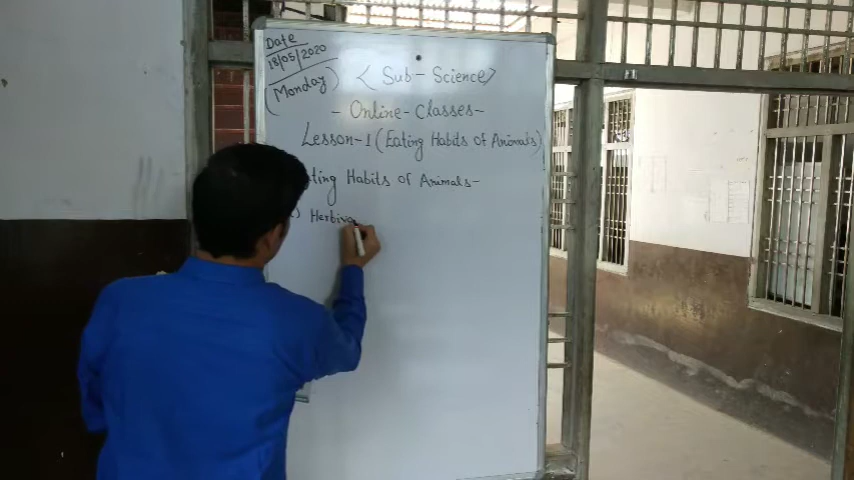 Date
18/05/2020
(Monday)
<Sub-Science>
- Online-Classes-
Lesson-1 (Eating Habits of Animals)
ting Habits of Animals-
) Herbivo